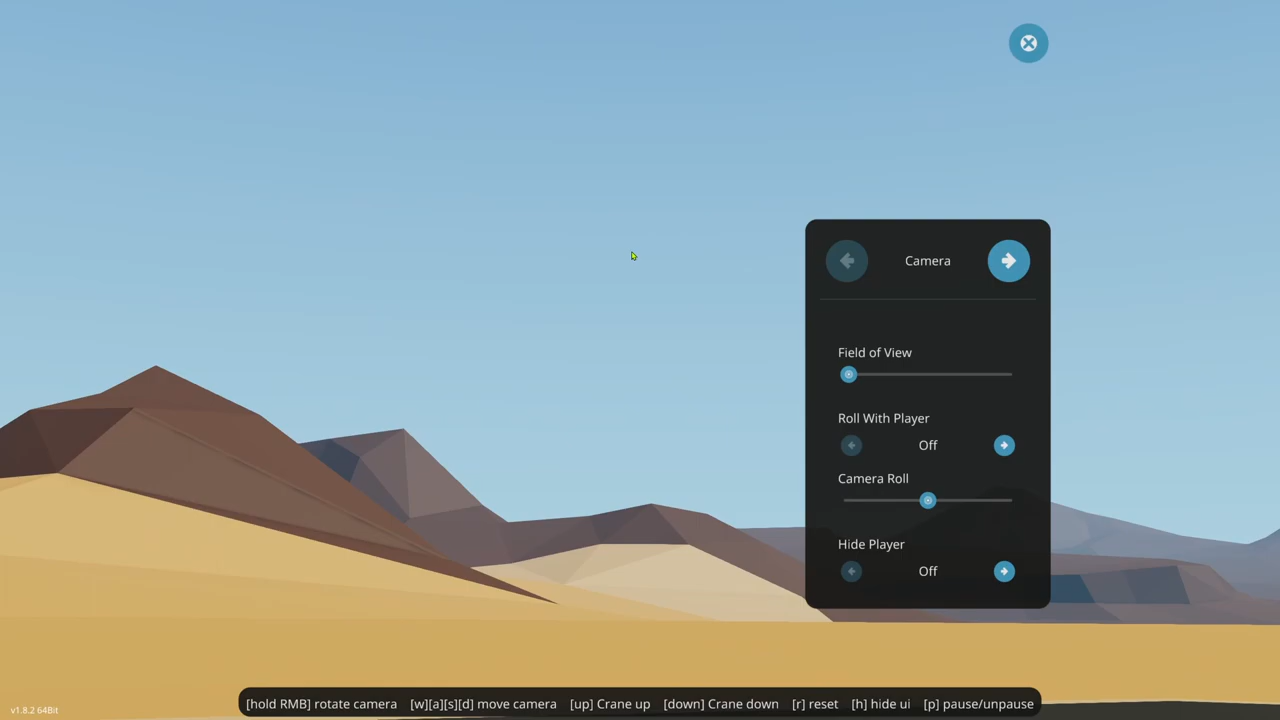 Camera
Field of View
Roll With Player
Off
Camera Roll
Hide Player
Off
[hold RMB] rotate camera [w][a][s][d] move camera [up] Crane up [down] Crane down [r] reset [h] hide ui [p] pause/unpause
v1.8.2 64Bit